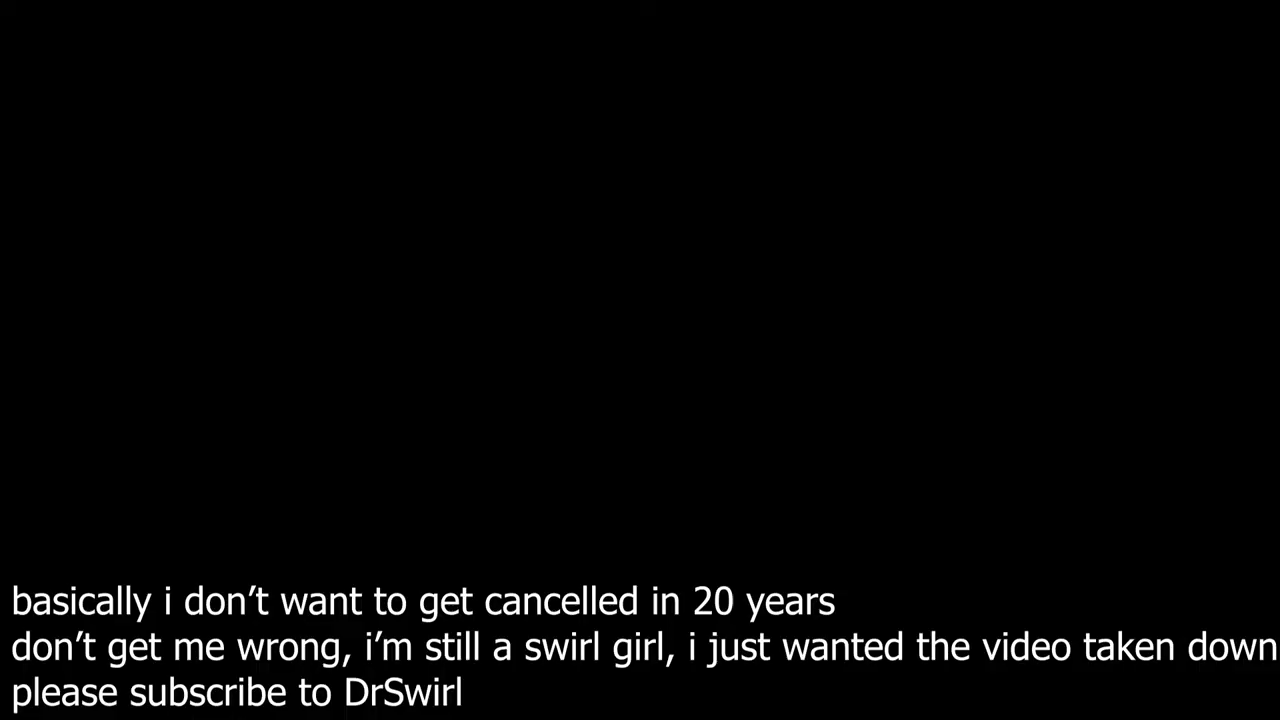 basically i don’t want to get cancelled in 20 years
don’t get me wrong, i’m still a swirl girl, i just wanted the video taken down
please subscribe to DrSwirl